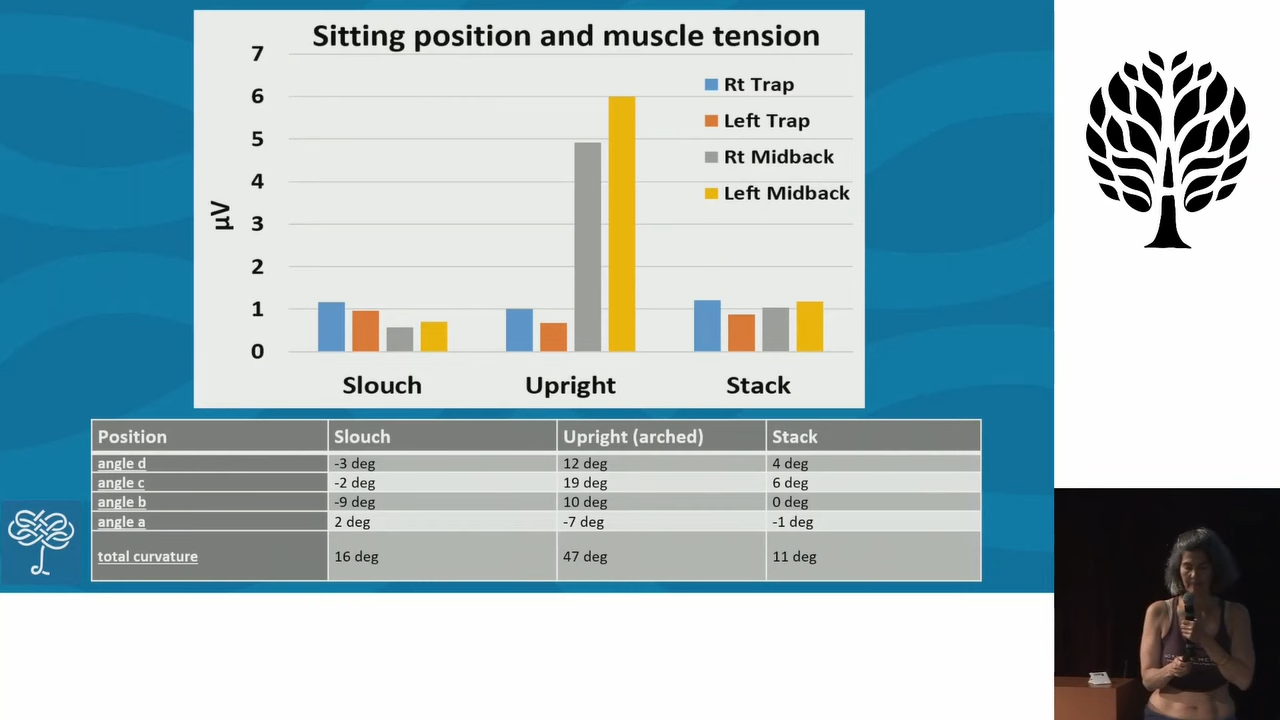 Sitting position and muscle tension
7
6
5
4
3
2
1
0
µV
Rt Trap
Left Trap
Rt Midback
Left Midback
Slouch Upright Stack
Position Slouch Upright (arched) Stack
angle d -3 deg 12 deg 4 deg
angle c -2 deg 19 deg 6 deg
angle b -9 deg 10 deg 0 deg
angle a 2 deg -7 deg -1 deg
total curvature 16 deg 47 deg 11 deg